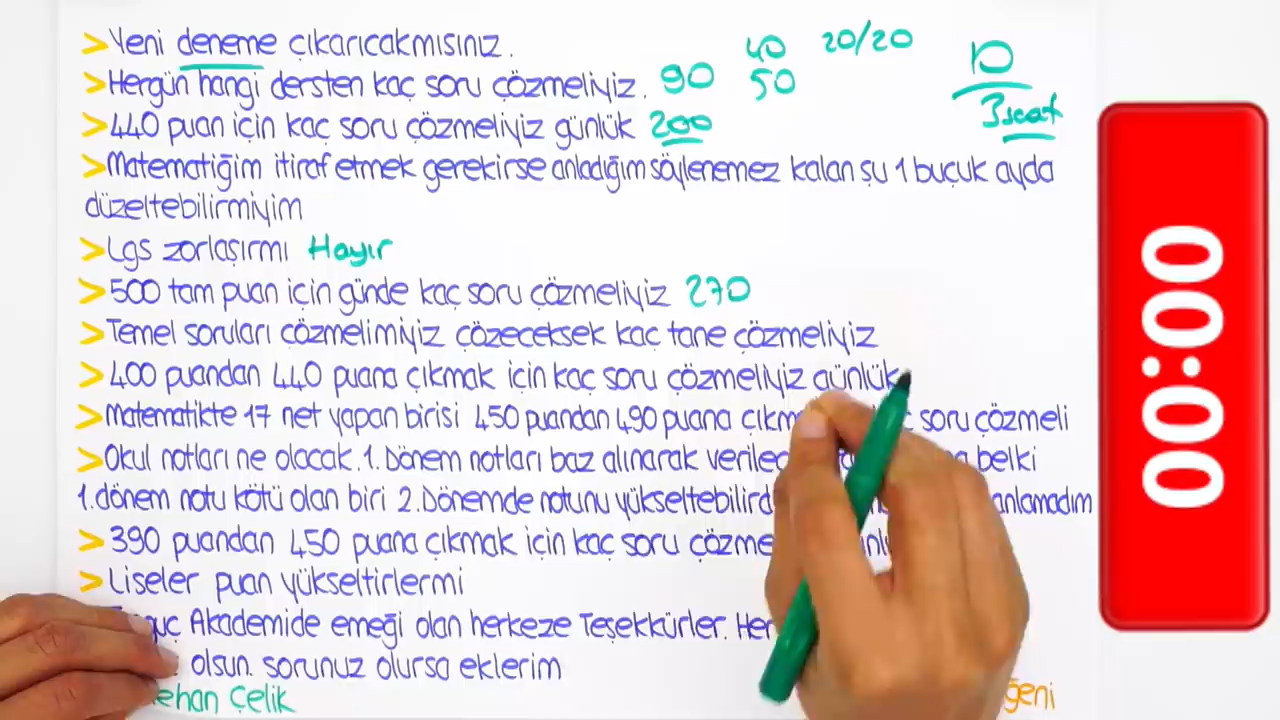 >Yeni deneme çıkarıcakmısınız. 40 20/20 10
>Hergün hangi dersten kaç soru çözmeliyiz. 90 50 3 saat
>440 puan için kaç soru çözmeliyiz günlük 200
>Matematiğim itiraf etmek gerekirse anladığım söylenemez kalan şu 1 buçuk ayda
düzeltebilirmiyim
>Lgs zorlaşırmı Hayır
>500 tam puan için günde kaç soru çözmeliyiz 270
>Temel soruları çözmelimiyiz çözeceksek kaç tane çözmeliyiz
>400 puandan 440 puana çıkmak için kaç soru çözmeliyiz günlük
>Matematikte 17 net yapan birisi 450 puandan 490 puana soru çözmeli
>Okul notları ne olacak. 1. Dönem notları baz alınarak belki
1.dönem notu kötü olan biri 2.Dönemde notunu anlamadım
>390 puandan 450 puana çıkmak için kaç soru
>Liseler puan yükseltirlermi
Akademide emeği olan herkeze Teşekkürler.
olsun. sorunuz olursa eklerim
Çelik
00:00